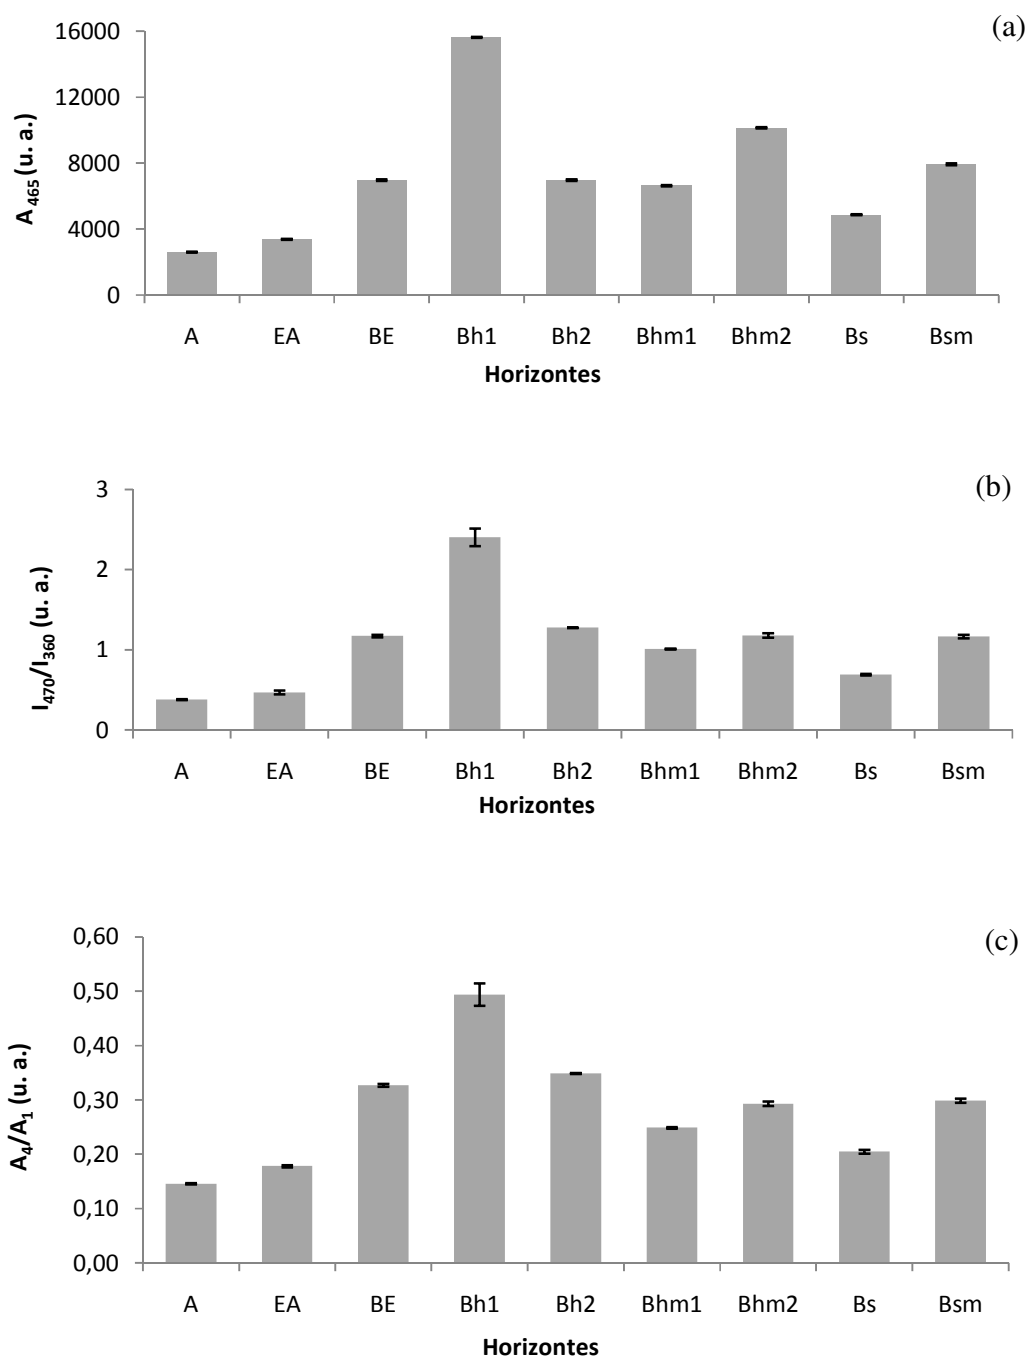 (a)
A465 (u. a.)
16000
12000
8000
4000
0
A EA BE Bh1 Bh2 Bhm1 Bhm2 Bs Bsm
Horizontes
(b)
I470/I360 (u. a.)
3
2
1
0
A EA BE Bh1 Bh2 Bhm1 Bhm2 Bs Bsm
Horizontes
(c)
A4/A1 (u. a.)
0,60
0,50
0,40
0,30
0,20
0,10
0,00
A EA BE Bh1 Bh2 Bhm1 Bhm2 Bs Bsm
Horizontes